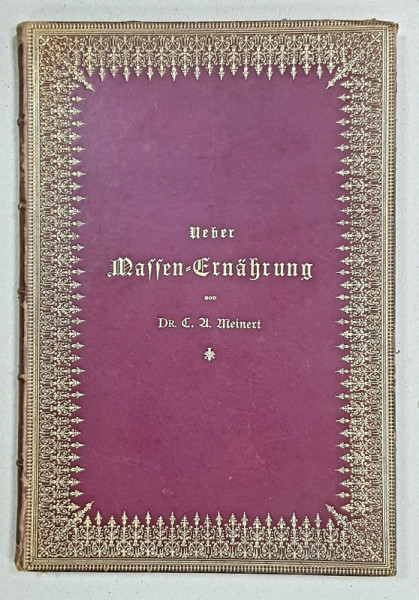 Ueber
Maſſen-Ernährung
von
DR. C. A. Meinert